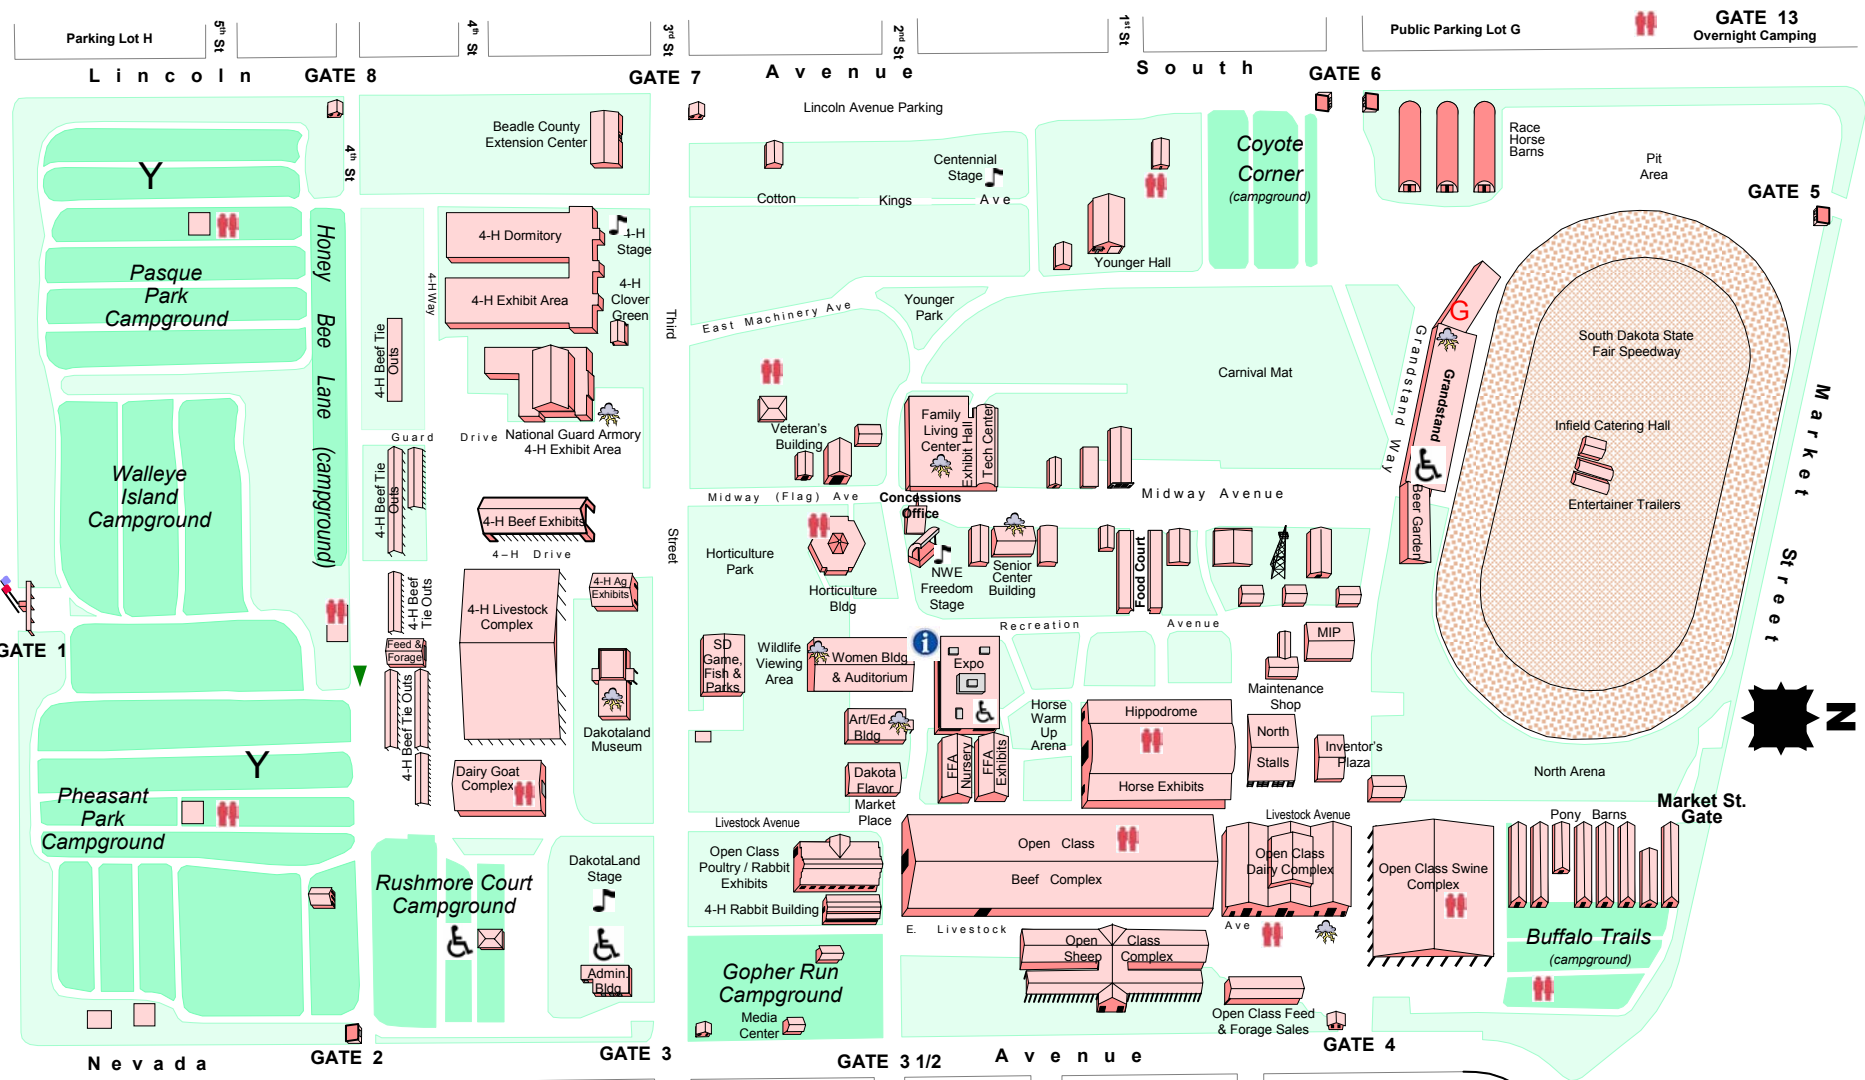 Parking Lot H
5th St
4th St
3rd St
2nd St
1st St
Public Parking Lot G
GATE 13
Overnight Camping
Lincoln
GATE 8
GATE 7
Avenue
South
GATE 6
Lincoln Avenue Parking
Beadle County
Extension Center
4th St
Y
Centennial
Stage
Cotton
Kings
Ave
Coyote
Corner
(campground)
Race
Horse
Barns
Pit
Area
GATE 5
Younger Hall
4-H Dormitory
4-H
Stage
4-H Exhibit Area
4-H
Clover
Green
4-HWay
Honey Bee Lane (campground)
Pasque
Park
Campground
4-H Beef Tie
Outs
Third
Street
East Machinery Ave
Younger
Park
Carnival Mat
G
Grandstand
Grandstand Way
South Dakota State
Fair Speedway
Infield Catering Hall
Entertainer Trailers
Market Street
Beer Garden
Guard Drive
National Guard Armory
4-H Exhibit Area
Veteran's
Building
Family
Living
Center
Exhibit Hall
Tech Center
Walleye
Island
Campground
4-H Beef Tie
Outs
4-H Beef Exhibits
4-H Drive
Midway (Flag) Ave
Concessions
Office
Midway Avenue
Horticulture
Park
Horticulture
Bldg
NWE
Freedom
Stage
Senior
Center
Building
Food Court
4-H Beef
Tie Outs
4-H Livestock
Complex
4-H Ag
Exhibits
GATE 1
Recreation
Avenue
Feed &
Forage
SD
Game,
Fish &
Parks
Wildlife
Viewing
Area
Women Bldg
& Auditorium
i
Expo
MIP
Maintenance
Shop
4-H Beef Tie Outs
Dakotaland
Museum
Art/Ed
Bldg
Horse
Warm
Up
Arena
Hippodrome
Horse Exhibits
North
Stalls
Inventor's
Plaza
N
North Arena
Y
Dairy Goat
Complex
Dakota
Flavor
Market
Place
FFA
Nursery
FFA
Exhibits
Market St.
Gate
Pheasant
Park
Campground
Livestock Avenue
Livestock Avenue
Pony Barns
Open Class
Poultry / Rabbit
Exhibits
4-H Rabbit Building
Open Class
Beef Complex
Open Class
Dairy Complex
Open Class Swine
Complex
Rushmore Court
Campground
DakotaLand
Stage
Admin.
Bldg
E. Livestock
Ave
Open Class
Sheep Complex
Buffalo Trails
(campground)
Gopher Run
Campground
Media
Center
Open Class Feed
& Forage Sales
Nevada
GATE 2
GATE 3
GATE 3 1/2
Avenue
GATE 4